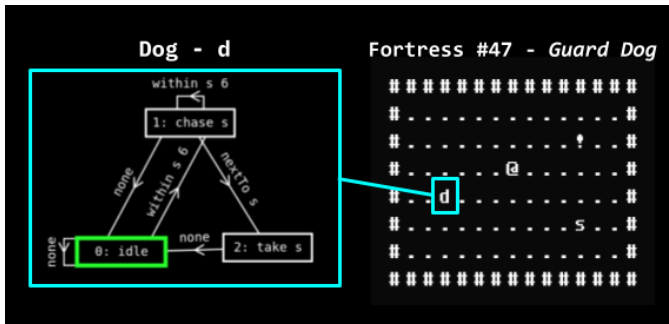 Dog - d
within s 6
1: chase s
none
within s 6
nextTo s
none
none
0: idle
2: take s
Fortress #47 - Guard Dog
# # # # # # # # # # # # # # #
# . . . . . . . . . . . . . #
# . . . . . . . . . . ! . . #
# . . . . . . @ . . . . . . #
# . . d . . . . . . . . . . #
# . . . . . . . . . . s . . #
# . . . . . . . . . . . . . #
# # # # # # # # # # # # # # #